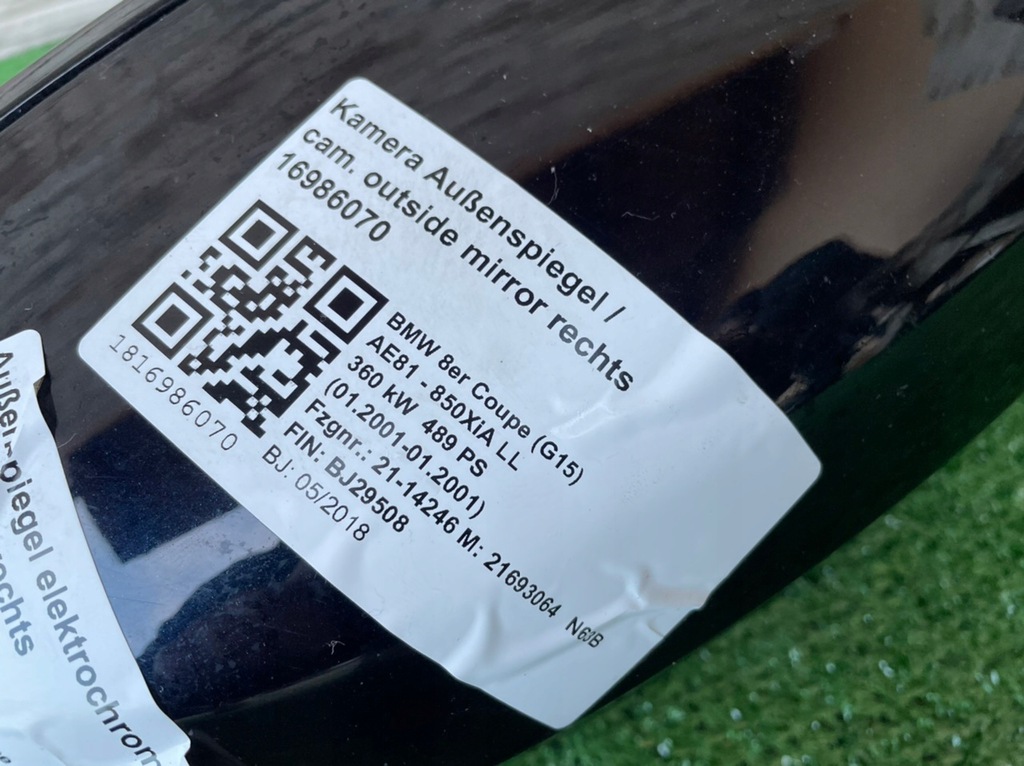 Kamera Außenspiegel /
cam. outside mirror rechts
16986070
1816986070
BMW 8er Coupe (G15)
AE81 - 850XiA LL
360 kW 489 PS
(01.2001-01.2001)
Fzgnr.: 21-14246 M: 21693064 N6/B
FIN: BJ29508
BJ: 05/2018
Außenspiegel elektrochrom
rechts